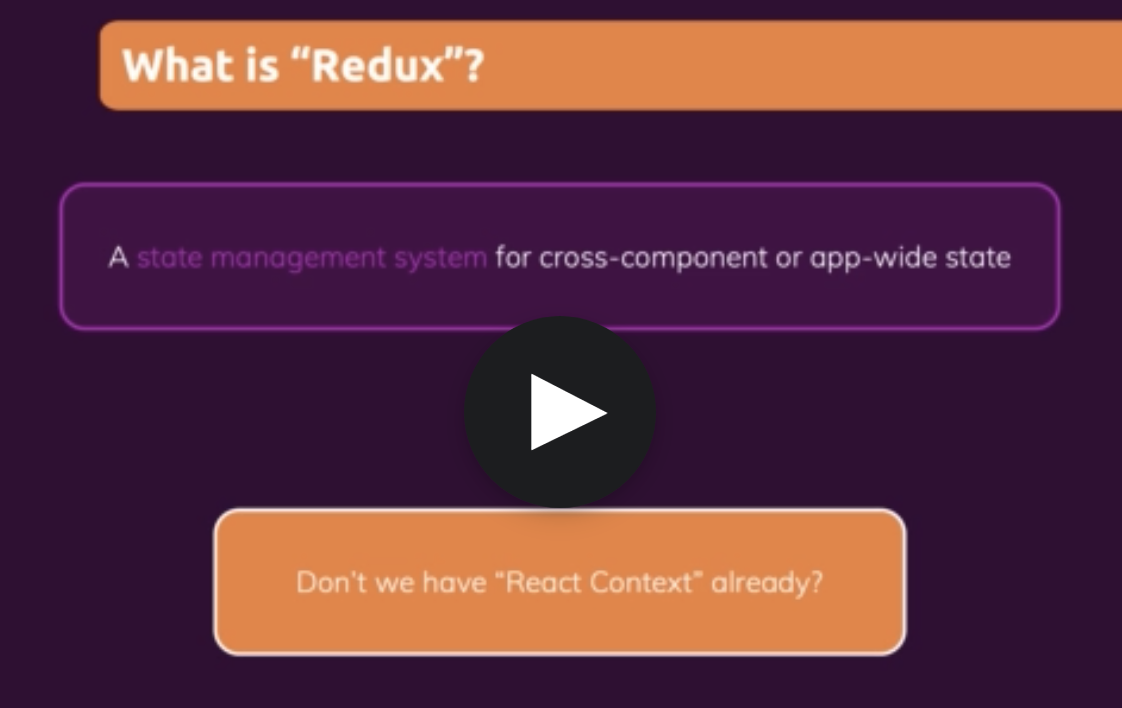 What is “Redux”?
A state management system for cross-component or app-wide state
Don't we have “React Context” already?